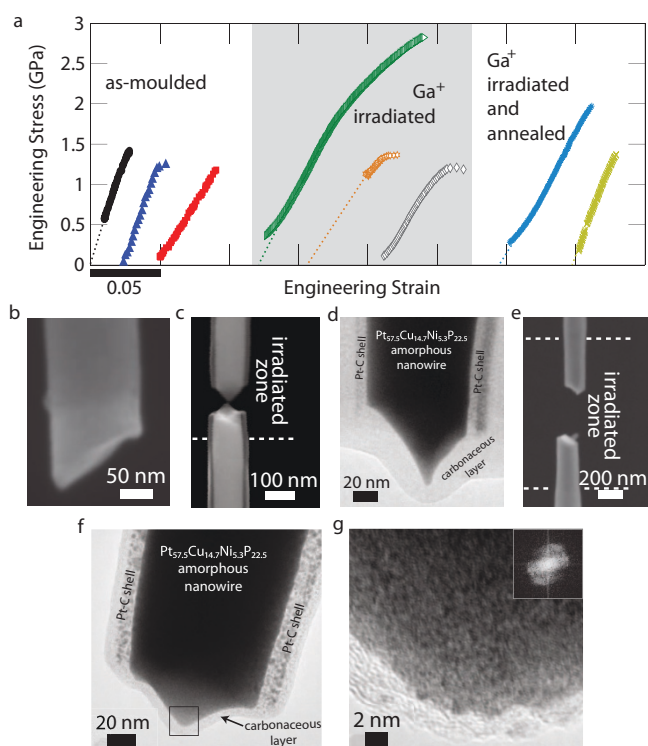 a
Engineering Stress (GPa)
3
2.5
2
1.5
1
0.5
0
as-moulded
Ga+
irradiated
Ga+
irradiated
and
annealed
0.05
Engineering Strain
b
50 nm
c
irradiated
zone
100 nm
d
Pt57.5Cu14.7Ni5.3P22.5
amorphous
nanowire
Pt-C shell
Pt-C shell
carbonaceous
layer
20 nm
e
irradiated
zone
200 nm
f
Pt57.5Cu14.7Ni5.3P22.5
amorphous
nanowire
Pt-C shell
Pt-C shell
carbonaceous
layer
20 nm
g
2 nm